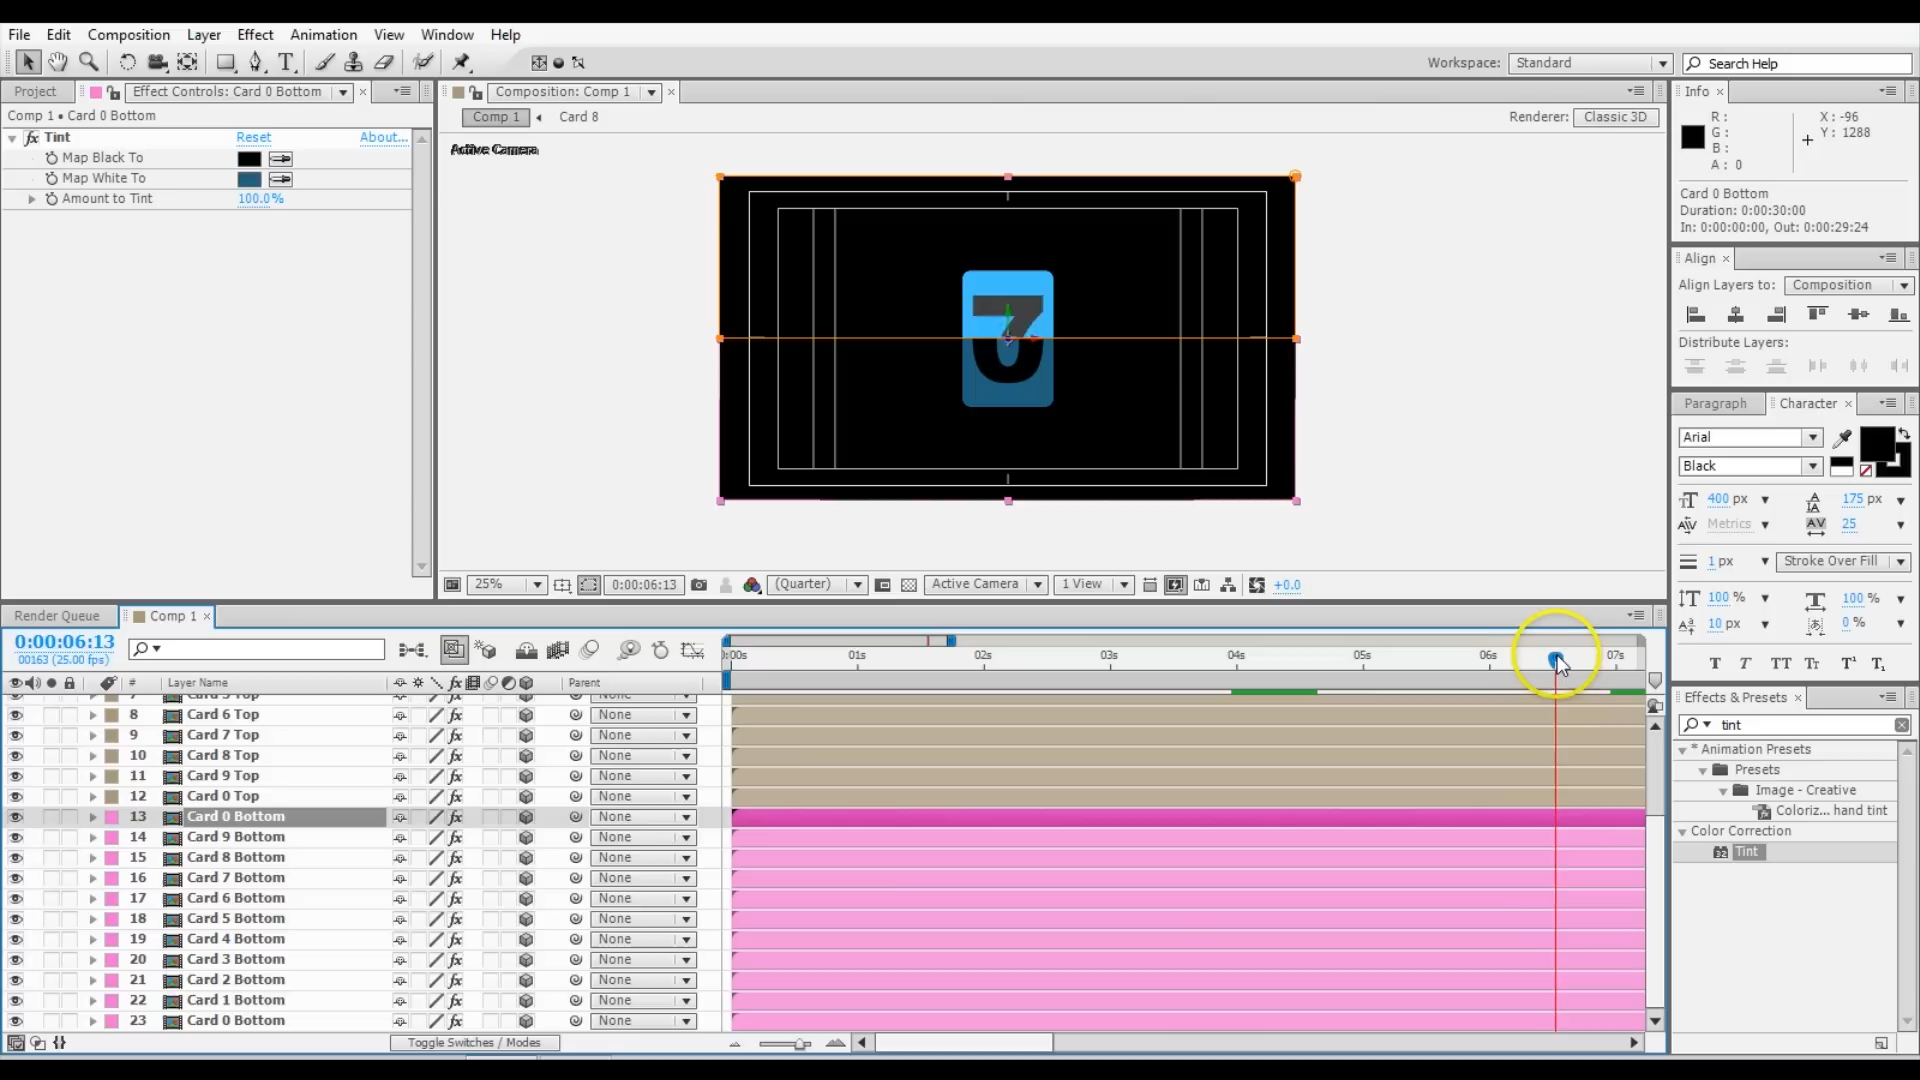 File Edit Composition Layer Effect Animation View Window Help
Workspace: Standard Search Help
Project Effect Controls: Card 0 Bottom
Comp 1 • Card 0 Bottom
fx Tint Reset About...
Map Black To
Map White To
Amount to Tint 100.0%
Composition: Comp 1
Comp 1 Card 8
Renderer: Classic 3D
Active Camera
7
25% 0:00:06:13 (Quarter) Active Camera 1 View +0.0
Info
R: X: -96
G: Y: 1288
B:
A: 0
Card 0 Bottom
Duration: 0:00:30:00
In: 0:00:00:00, Out: 0:00:29:24
Align
Align Layers to: Composition
Distribute Layers:
Paragraph Character
Arial
Black
400 px 175 px
Metrics 25
1 px Stroke Over Fill
100 % 100 %
10 px 0 %
Effects & Presets
tint
* Animation Presets
Presets
Image - Creative
Coloriz... hand tint
Color Correction
Tint
Render Queue Comp 1
0:00:06:13
00163 (25.00 fps)
:00s 01s 02s 03s 04s 05s 06s 07s
# Layer Name Parent
8 Card 6 Top None
9 Card 7 Top None
10 Card 8 Top None
11 Card 9 Top None
12 Card 0 Top None
13 Card 0 Bottom None
14 Card 9 Bottom None
15 Card 8 Bottom None
16 Card 7 Bottom None
17 Card 6 Bottom None
18 Card 5 Bottom None
19 Card 4 Bottom None
20 Card 3 Bottom None
21 Card 2 Bottom None
22 Card 1 Bottom None
23 Card 0 Bottom None
Toggle Switches / Modes